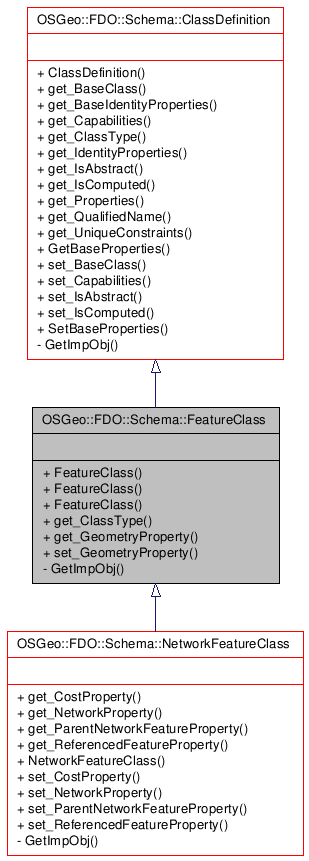 OSGeo::FDO::Schema::ClassDefinition
+ ClassDefinition()
+ get_BaseClass()
+ get_BaseIdentityProperties()
+ get_Capabilities()
+ get_ClassType()
+ get_IdentityProperties()
+ get_IsAbstract()
+ get_IsComputed()
+ get_Properties()
+ get_QualifiedName()
+ get_UniqueConstraints()
+ GetBaseProperties()
+ set_BaseClass()
+ set_Capabilities()
+ set_IsAbstract()
+ set_IsComputed()
+ SetBaseProperties()
- GetImpObj()
OSGeo::FDO::Schema::FeatureClass
+ FeatureClass()
+ FeatureClass()
+ FeatureClass()
+ get_ClassType()
+ get_GeometryProperty()
+ set_GeometryProperty()
- GetImpObj()
OSGeo::FDO::Schema::NetworkFeatureClass
+ get_CostProperty()
+ get_NetworkProperty()
+ get_ParentNetworkFeatureProperty()
+ get_ReferencedFeatureProperty()
+ NetworkFeatureClass()
+ set_CostProperty()
+ set_NetworkProperty()
+ set_ParentNetworkFeatureProperty()
+ set_ReferencedFeatureProperty()
- GetImpObj()